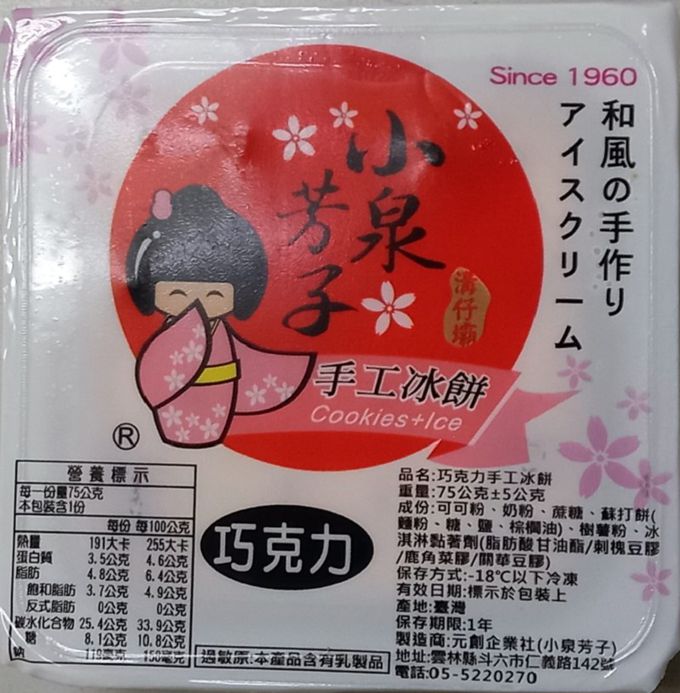 Since 1960
和風の手作り
アイスクリーム
小泉
芳子
溝仔壩
手工冰餅
Cookies+Ice
®
巧克力
營養標示
每一份量75公克
本包裝含1份
每份 每100公克
熱量 191大卡 255大卡
蛋白質 3.5公克 4.6公克
脂肪 4.8公克 6.4公克
飽和脂肪 3.7公克 4.9公克
反式脂肪 0公克 0公克
碳水化合物 25.4公克 33.9公克
糖 8.1公克 10.8公克
鈉 119毫克 158毫克
過敏原:本產品含有乳製品
品名:巧克力手工冰餅
重量:75公克±5公克
成份:可可粉、奶粉、蔗糖、蘇打餅(
麵粉、糖、鹽、棕櫚油)、樹薯粉、冰
淇淋黏著劑(脂肪酸甘油酯/刺槐豆膠
/鹿角菜膠/關華豆膠)
保存方式:-18℃以下冷凍
有效日期:標示於包裝上
產地:臺灣
保存期限:1年
製造商:元創企業社(小泉芳子)
地址:雲林縣斗六市仁義路142號
電話:05-5220270